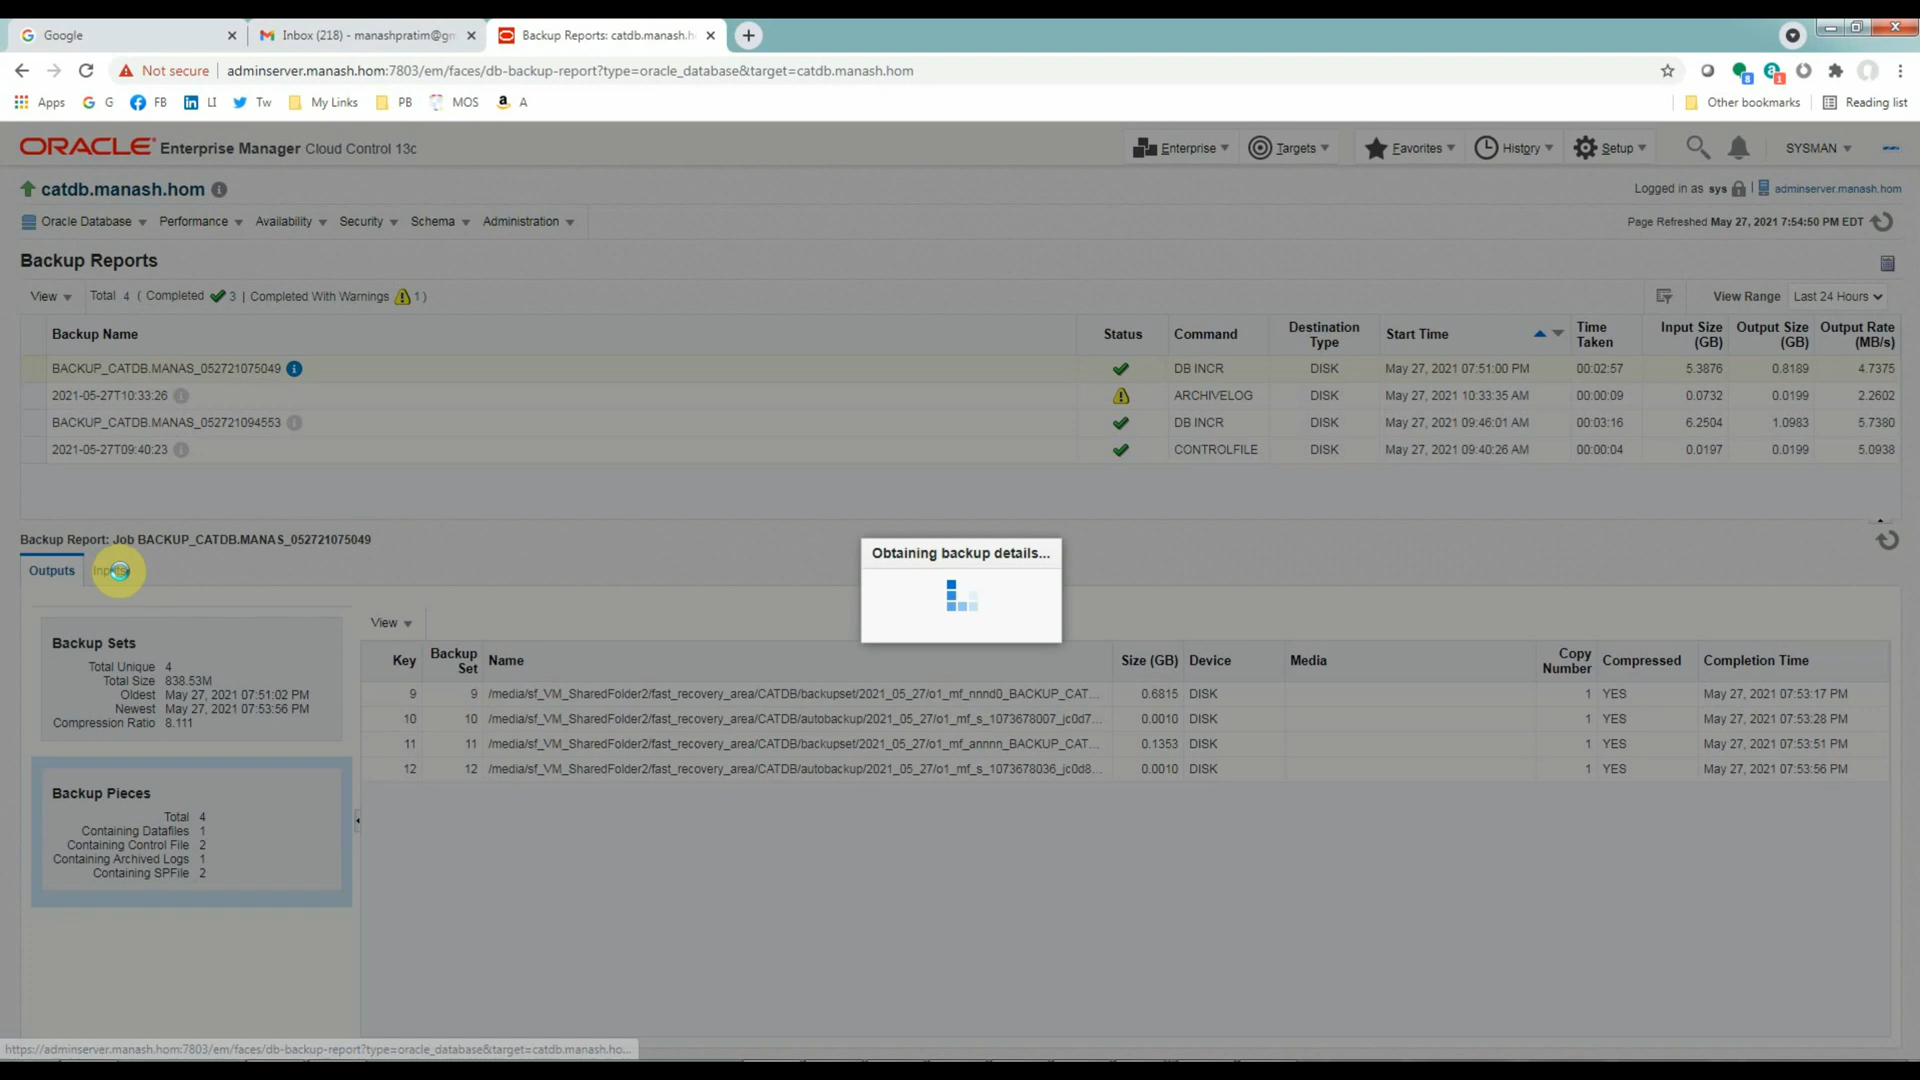 Google
Inbox (218) - manashpratim@gm
Backup Reports: catdb.manash.h
Not secure
adminserver.manash.hom:7803/em/faces/db-backup-report?type=oracle_database&target=catdb.manash.hom
8
1
Apps G FB LI Tw My Links PB MOS A Other bookmarks Reading list
ORACLE Enterprise Manager Cloud Control 13c
Enterprise Targets Favorites History Setup SYSMAN
catdb.manash.hom
Logged in as sys adminserver.manash.hom
Oracle Database Performance Availability Security Schema Administration
Page Refreshed May 27, 2021 7:54:50 PM EDT
Backup Reports
View Total 4 ( Completed 3 | Completed With Warnings 1 )
View Range Last 24 Hours
Backup Name Status Command Destination Type Start Time Time Taken Input Size (GB) Output Size (GB) Output Rate (MB/s)
BACKUP_CATDB.MANAS_052721075049 DB INCR DISK May 27, 2021 07:51:00 PM 00:02:57 5.3876 0.8189 4.7375
2021-05-27T10:33:26 ARCHIVELOG DISK May 27, 2021 10:33:35 AM 00:00:09 0.0732 0.0199 2.2602
BACKUP_CATDB.MANAS_052721094553 DB INCR DISK May 27, 2021 09:46:01 AM 00:03:16 6.2504 1.0983 5.7380
2021-05-27T09:40:23 CONTROLFILE DISK May 27, 2021 09:40:26 AM 00:00:04 0.0197 0.0199 5.0938
Backup Report: Job BACKUP_CATDB.MANAS_052721075049
Outputs Inputs
Obtaining backup details...
Backup Sets
Total Unique 4
Total Size 838.53M
Oldest May 27, 2021 07:51:02 PM
Newest May 27, 2021 07:53:56 PM
Compression Ratio 8.111
Backup Pieces
Total 4
Containing Datafiles 1
Containing Control File 2
Containing Archived Logs 1
Containing SPFile 2
View
Key Backup Set Name Size (GB) Device Media Copy Number Compressed Completion Time
9 9 /media/sf_VM_SharedFolder2/fast_recovery_area/CATDB/backupset/2021_05_27/o1_mf_nnnd0_BACKUP_CAT... 0.6815 DISK 1 YES May 27, 2021 07:53:17 PM
10 10 /media/sf_VM_SharedFolder2/fast_recovery_area/CATDB/autobackup/2021_05_27/o1_mf_s_1073678007_jc0d7... 0.0010 DISK 1 YES May 27, 2021 07:53:28 PM
11 11 /media/sf_VM_SharedFolder2/fast_recovery_area/CATDB/backupset/2021_05_27/o1_mf_annnn_BACKUP_CAT... 0.1353 DISK 1 YES May 27, 2021 07:53:51 PM
12 12 /media/sf_VM_SharedFolder2/fast_recovery_area/CATDB/autobackup/2021_05_27/o1_mf_s_1073678036_jc0d8... 0.0010 DISK 1 YES May 27, 2021 07:53:56 PM
https://adminserver.manash.hom:7803/em/faces/db-backup-report?type=oracle_database&target=catdb.manash.ho...